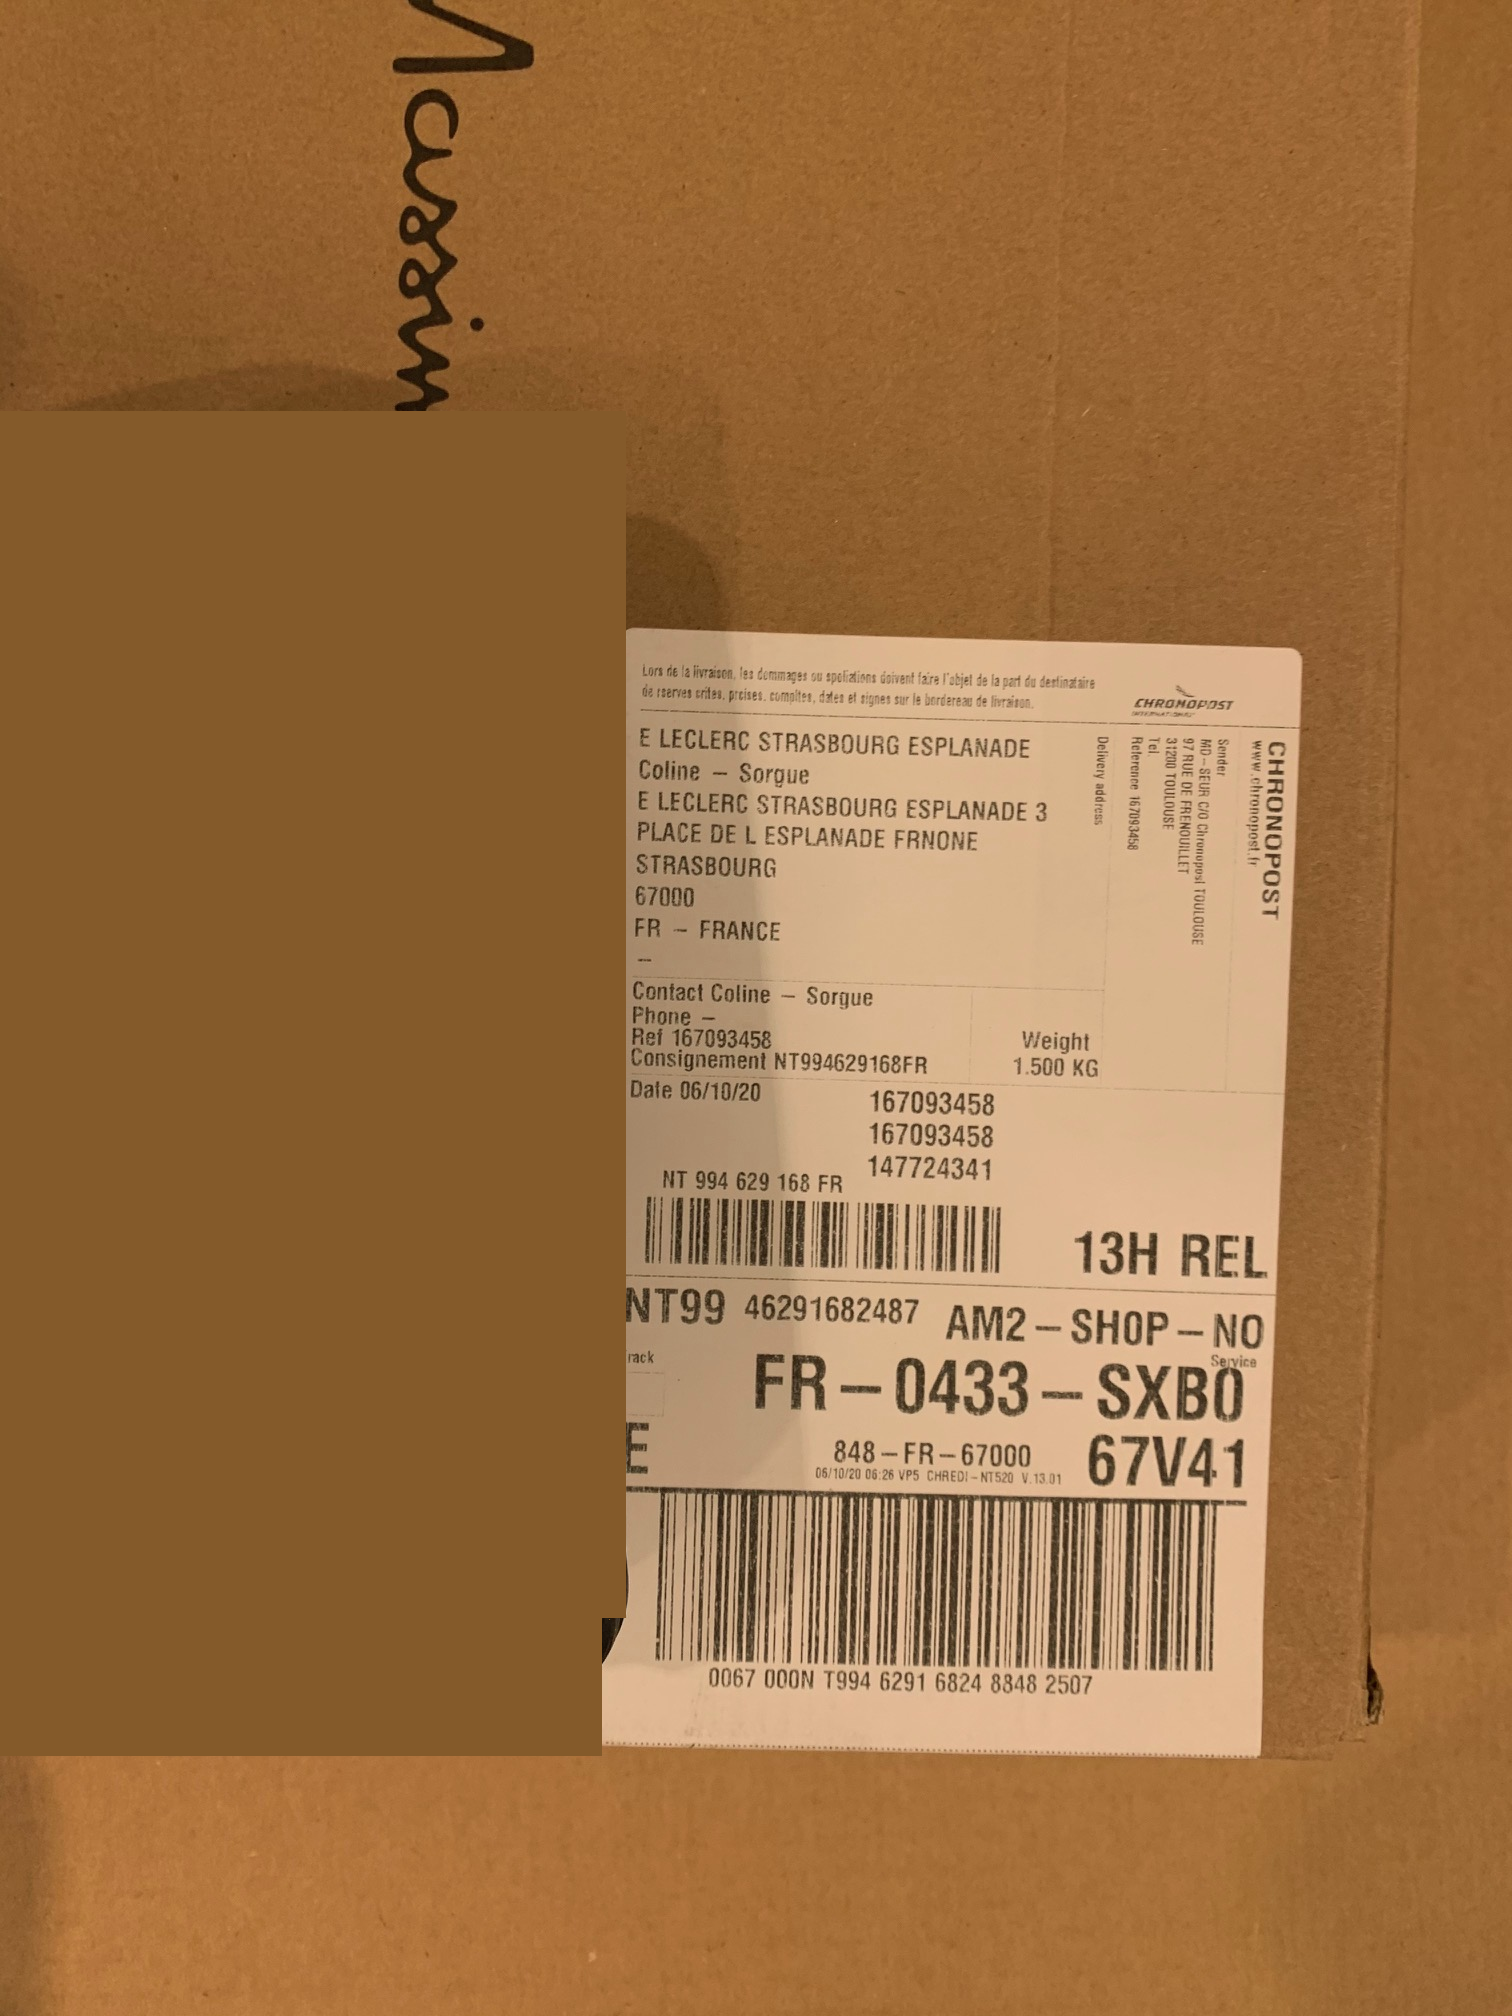 Massim
Lors de la livraison, les dommages ou spoliations doivent faire l'objet de la part du destinataire
de rserves crites, prcises, compltes, dates et signes sur le bordereau de livraison.
CHRONOPOST
INTERNATIONAL
CHRONOPOST
www.chronopost.fr
Sender
MD-SEUR C/O Chronopost TOULOUSE
97 RUE DE FRENOUILLET
31200 TOULOUSE
Tel.
Reference 167093458
Delivery address
E LECLERC STRASBOURG ESPLANADE
Coline - Sorgue
E LECLERC STRASBOURG ESPLANADE 3
PLACE DE L ESPLANADE FRNONE
STRASBOURG
67000
FR - FRANCE
--
Contact Coline - Sorgue
Phone -
Ref 167093458
Consignement NT994629168FR
Weight
1.500 KG
Date 06/10/20
167093458
167093458
147724341
NT 994 629 168 FR
13H REL
NT99 46291682487 AM2-SHOP-NO
rack
Service
FR-0433-SXB0
E
848-FR-67000
67V41
06/10/20 06:26 VP5 CHREDI-NT520 V.13.01
0067 000N T994 6291 6824 8848 2507